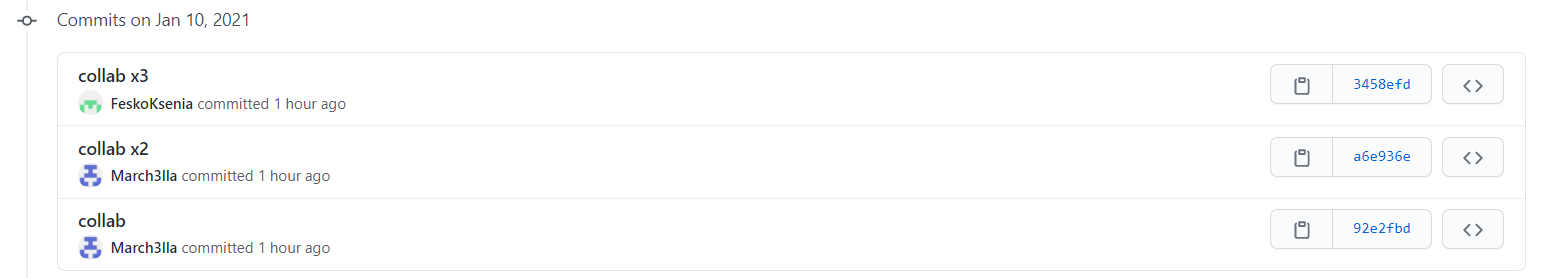 Commits on Jan 10, 2021
collab x3
3458efd
FeskoKsenia committed 1 hour ago
collab x2
a6e936e
March3lla committed 1 hour ago
collab
92e2fbd
March3lla committed 1 hour ago